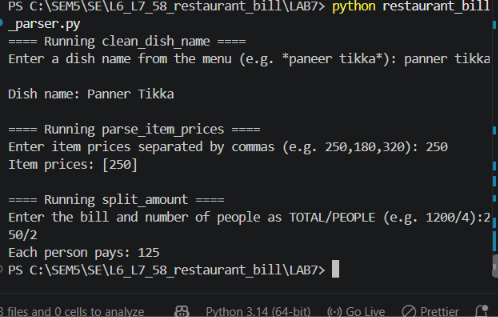 PS C:\SEM5\SE\L6_L7_58_restaurant_bill\LAB7> python restaurant_bill
_parser.py
==== Running clean_dish_name ====
Enter a dish name from the menu (e.g. *paneer tikka*): panner tikka
Dish name: Panner Tikka
==== Running parse_item_prices ====
Enter item prices separated by commas (e.g. 250,180,320): 250
Item prices: [250]
==== Running split_amount ====
Enter the bill and number of people as TOTAL/PEOPLE (e.g. 1200/4):2
50/2
Each person pays: 125
PS C:\SEM5\SE\L6_L7_58_restaurant_bill\LAB7>
files and 0 cells to analyze Python 3.14 (64-bit) Go Live Prettier